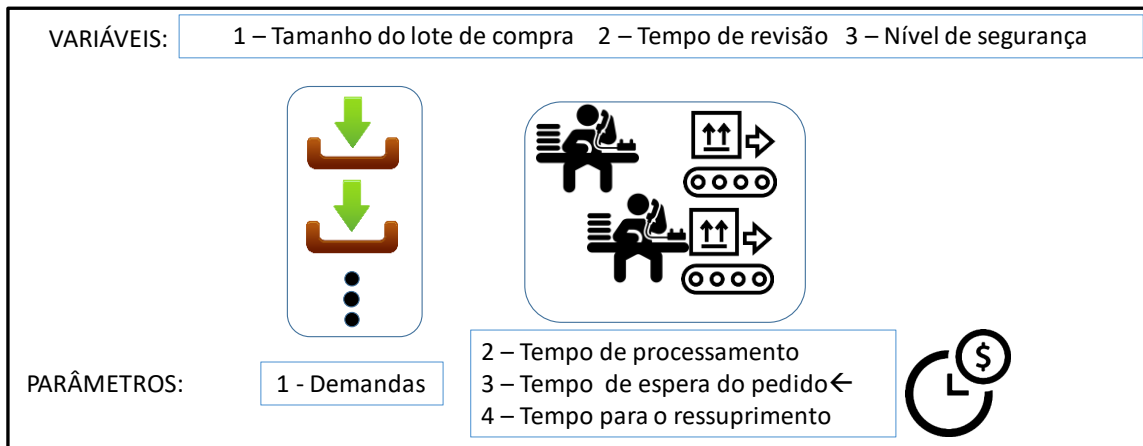 VARIÁVEIS: 1 – Tamanho do lote de compra 2 – Tempo de revisão 3 – Nível de segurança
2 – Tempo de processamento
PARÂMETROS: 1 - Demandas 3 – Tempo de espera do pedido←
4 – Tempo para o ressuprimento
$